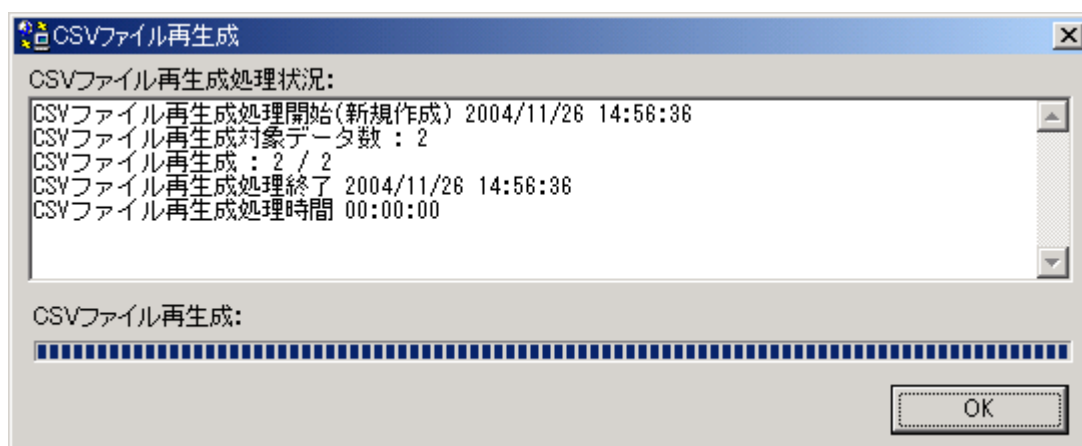 CSVファイル再生成
CSVファイル再生成処理状況:
CSVファイル再生成処理開始(新規作成) 2004/11/26 14:56:36
CSVファイル再生成対象データ数 : 2
CSVファイル再生成 : 2 / 2
CSVファイル再生成処理終了 2004/11/26 14:56:36
CSVファイル再生成処理時間 00:00:00
CSVファイル再生成:
OK